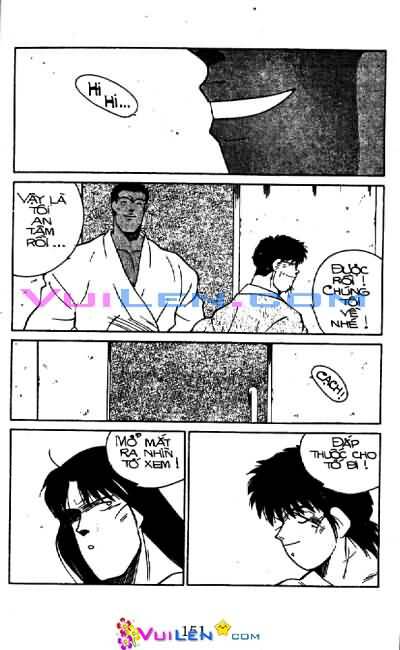 HI
HI...
VẬY LÀ
TÔI
AN
TÂM
RỒI...
ĐƯỢC
RỒI!
CHÚNG
TÔI
VỀ
NHÉ!
VUILEN.COM
CẠCH!
MỞ MẮT
RA NHÌN
TỚ XEM!
ĐẮP
THUỐC CHO
TỚ ĐI!
151
VUILEN.COM